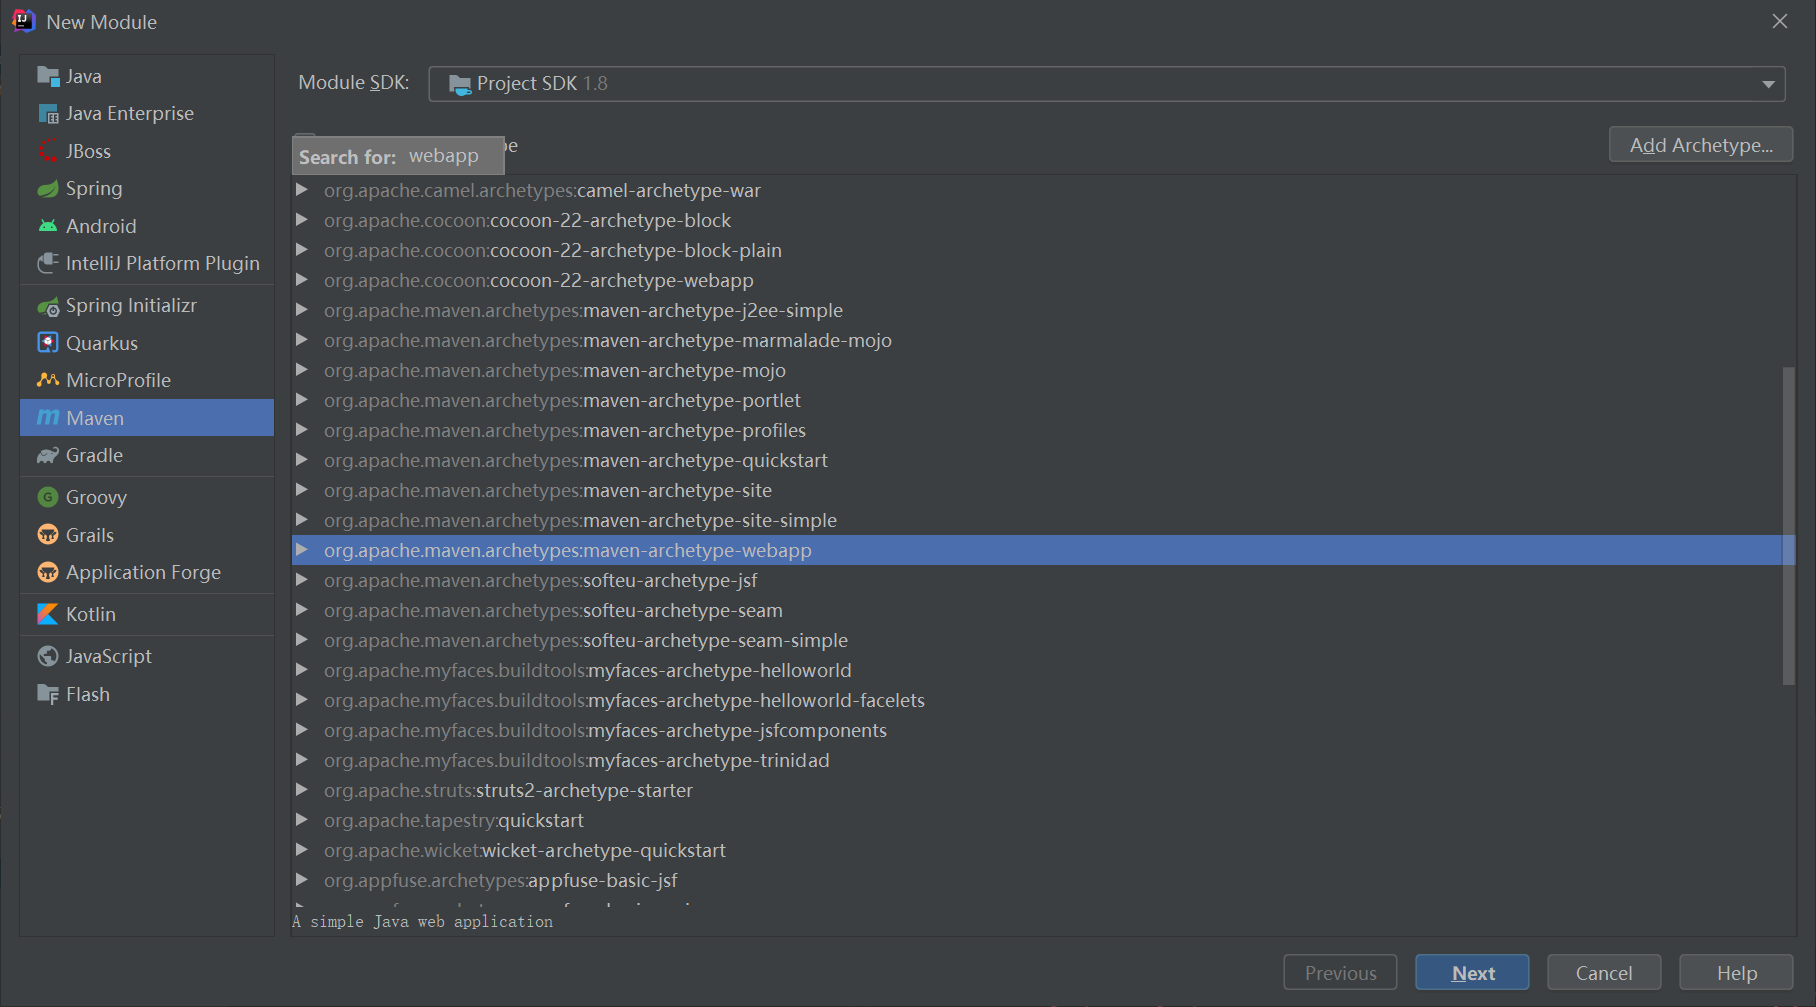 New Module
Java
Java Enterprise
JBoss
Spring
Android
IntelliJ Platform Plugin
Spring Initializr
Quarkus
MicroProfile
Maven
Gradle
Groovy
Grails
Application Forge
Kotlin
JavaScript
Flash
Module SDK: Project SDK 1.8
Search for: webapp
Add Archetype...
org.apache.camel.archetypes:camel-archetype-war
org.apache.cocoon:cocoon-22-archetype-block
org.apache.cocoon:cocoon-22-archetype-block-plain
org.apache.cocoon:cocoon-22-archetype-webapp
org.apache.maven.archetypes:maven-archetype-j2ee-simple
org.apache.maven.archetypes:maven-archetype-marmalade-mojo
org.apache.maven.archetypes:maven-archetype-mojo
org.apache.maven.archetypes:maven-archetype-portlet
org.apache.maven.archetypes:maven-archetype-profiles
org.apache.maven.archetypes:maven-archetype-quickstart
org.apache.maven.archetypes:maven-archetype-site
org.apache.maven.archetypes:maven-archetype-site-simple
org.apache.maven.archetypes:maven-archetype-webapp
org.apache.maven.archetypes:softeu-archetype-jsf
org.apache.maven.archetypes:softeu-archetype-seam
org.apache.maven.archetypes:softeu-archetype-seam-simple
org.apache.myfaces.buildtools:myfaces-archetype-helloworld
org.apache.myfaces.buildtools:myfaces-archetype-helloworld-facelets
org.apache.myfaces.buildtools:myfaces-archetype-jsfcomponents
org.apache.myfaces.buildtools:myfaces-archetype-trinidad
org.apache.struts:struts2-archetype-starter
org.apache.tapestry:quickstart
org.apache.wicket:wicket-archetype-quickstart
org.appfuse.archetypes:appfuse-basic-jsf
A simple Java web application
Previous
Next
Cancel
Help